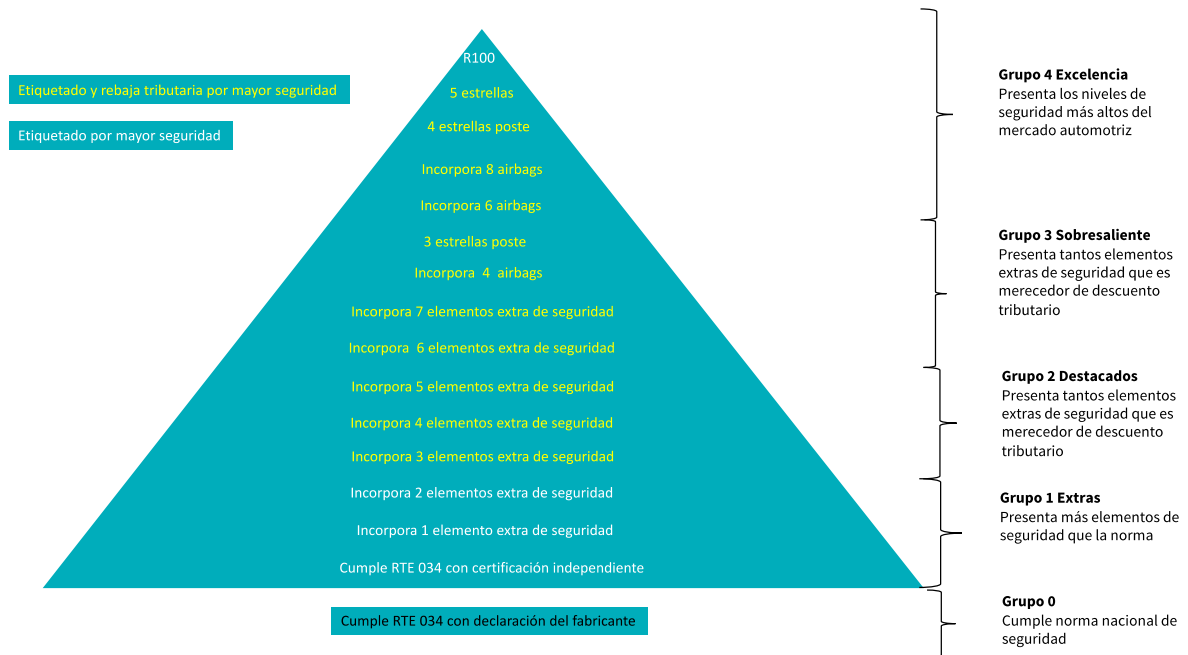 Etiquetado y rebaja tributaria por mayor seguridad
Etiquetado por mayor seguridad
R100
5 estrellas
4 estrellas poste
Incorpora 8 airbags
Incorpora 6 airbags
3 estrellas poste
Incorpora 4 airbags
Incorpora 7 elementos extra de seguridad
Incorpora 6 elementos extra de seguridad
Incorpora 5 elementos extra de seguridad
Incorpora 4 elementos extra de seguridad
Incorpora 3 elementos extra de seguridad
Incorpora 2 elementos extra de seguridad
Incorpora 1 elemento extra de seguridad
Cumple RTE 034 con certificación independiente
Cumple RTE 034 con declaración del fabricante
Grupo 4 Excelencia
Presenta los niveles de
seguridad más altos del
mercado automotriz
Grupo 3 Sobresaliente
Presenta tantos elementos
extras de seguridad que es
merecedor de descuento
tributario
Grupo 2 Destacados
Presenta tantos elementos
extras de seguridad que es
merecedor de descuento
tributario
Grupo 1 Extras
Presenta más elementos de
seguridad que la norma
Grupo 0
Cumple norma nacional de
seguridad